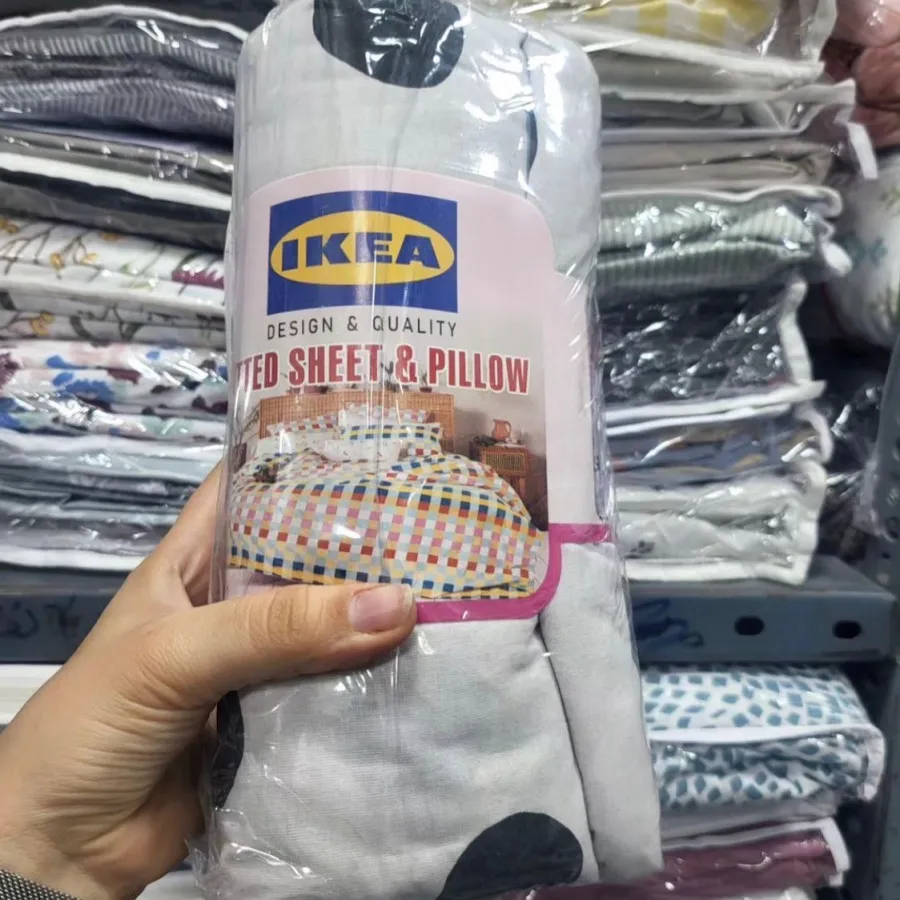 IKEA
DESIGN & QUALITY
TTED SHEET & PILLOW